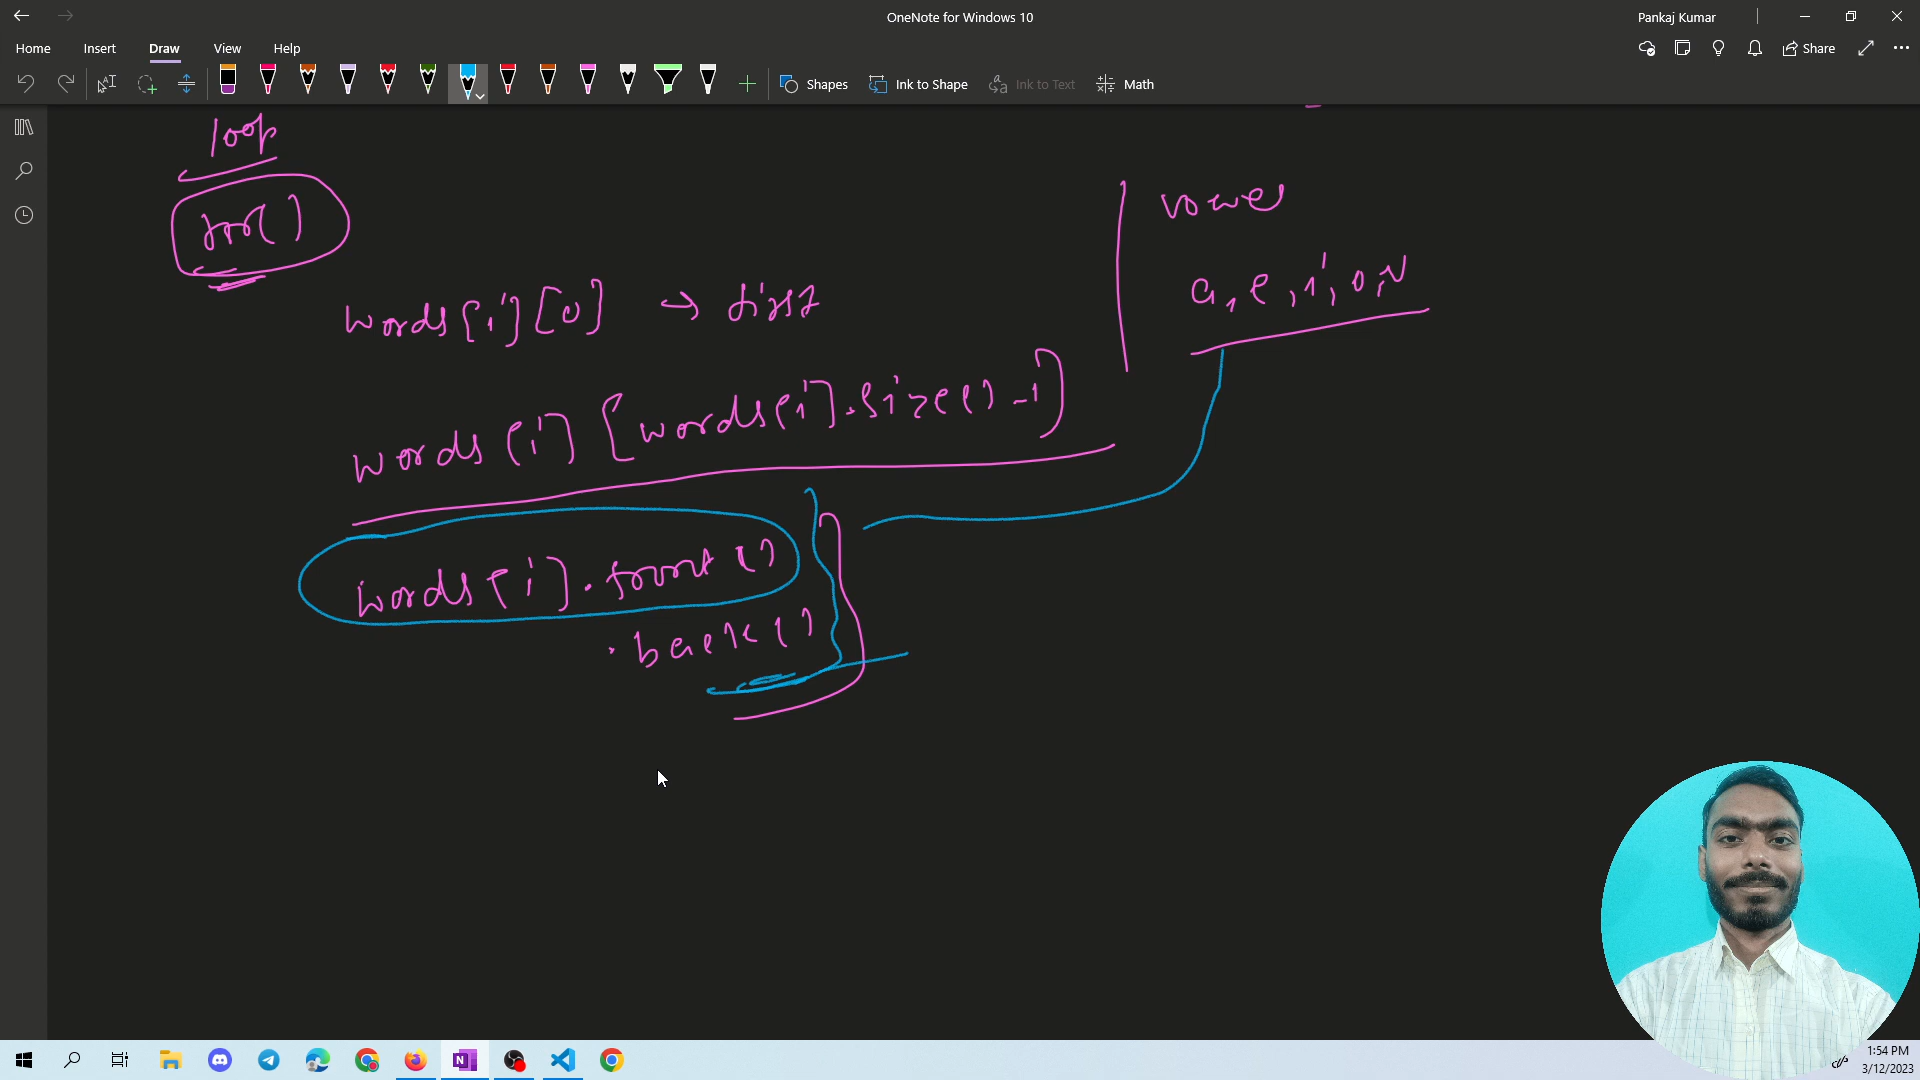 OneNote for Windows 10
Pankaj Kumar
Home Insert Draw View Help
Share
Shapes Ink to Shape Ink to Text Math
loop
for( )
vowel
a, e, i, o, u
words[i][0] → first
words[i][words[i].size()-1]
words[i].front()
.back()
1:54 PM
3/12/2023